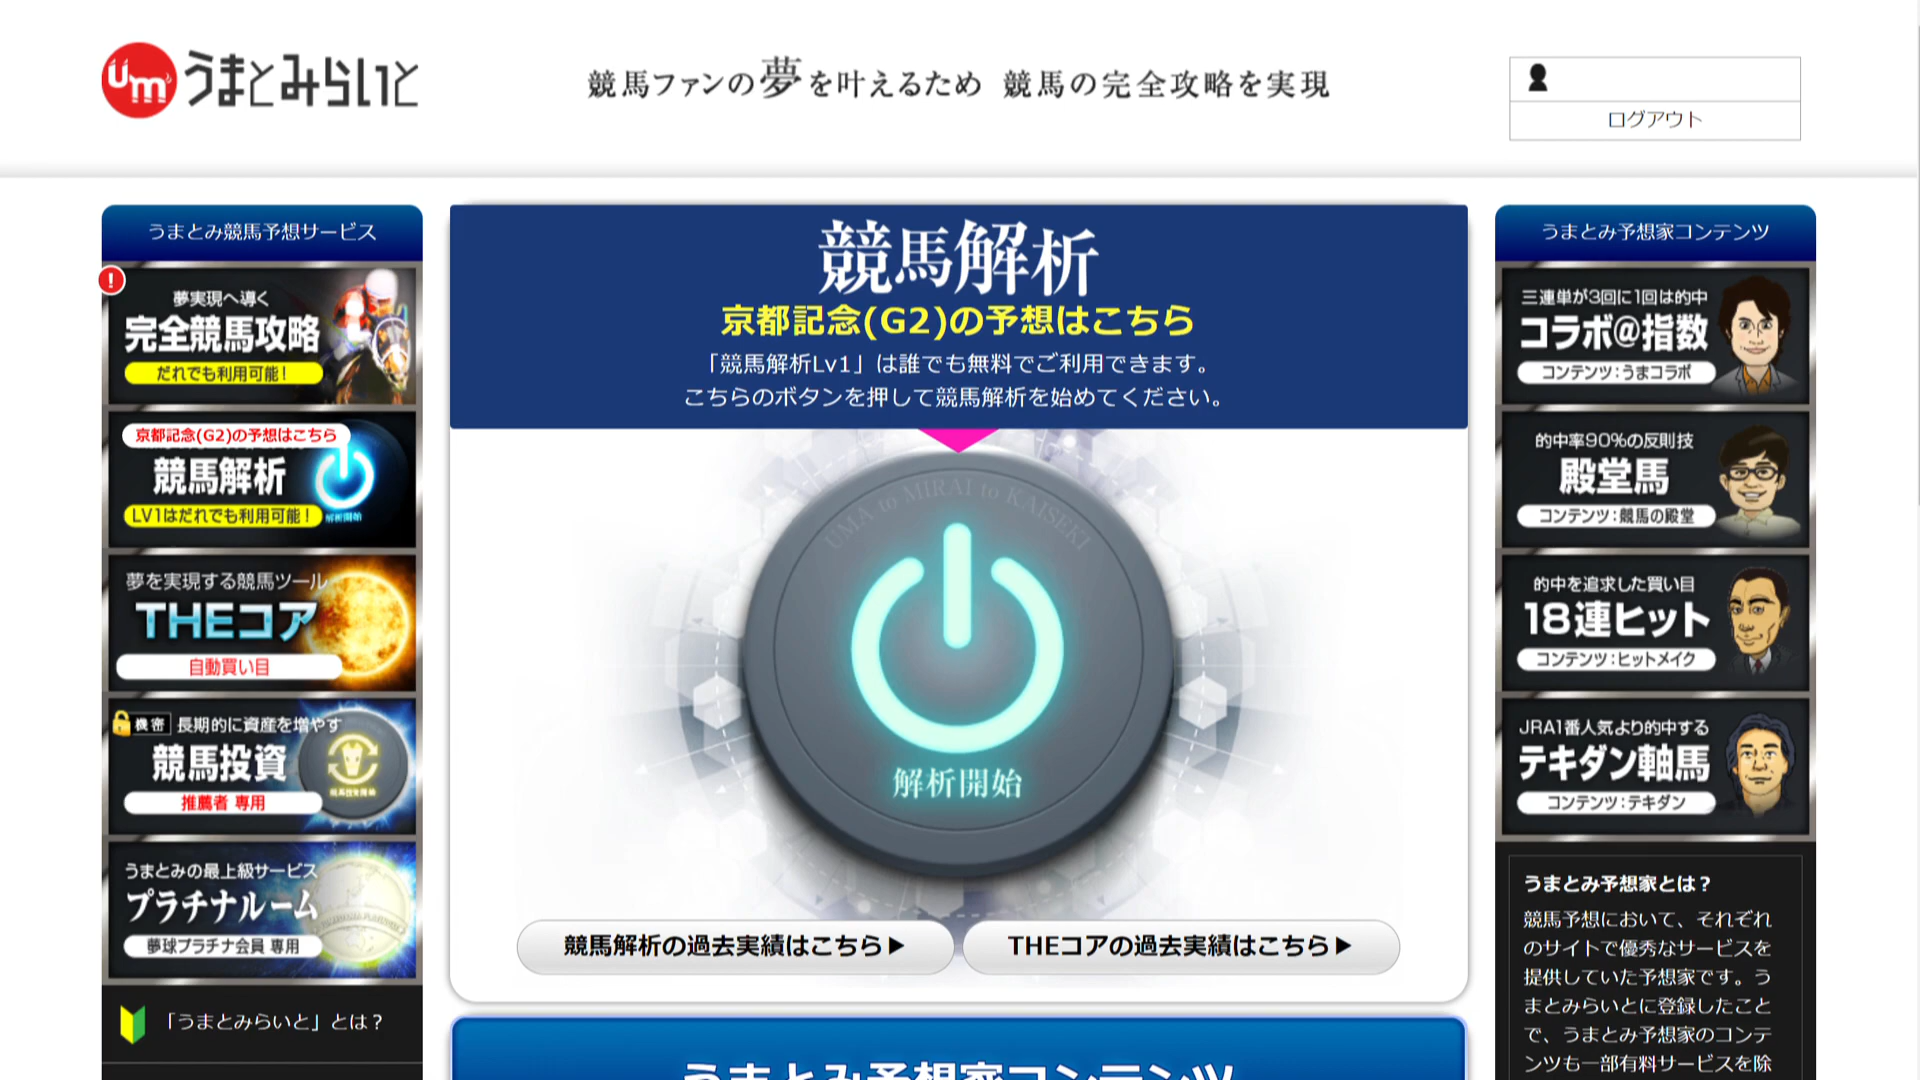 Um うまとみらいと
競馬ファンの夢を叶えるため 競馬の完全攻略を実現
ログアウト
うまとみ競馬予想サービス
!
夢実現へ導く
完全競馬攻略
だれでも利用可能！
京都記念(G2)の予想はこちら
競馬解析
LV1はだれでも利用可能！
解析開始
夢を実現する競馬ツール
THEコア
自動買い目
機密 長期的に資産を増やす
競馬投資
推薦者 専用
うまとみの最上級サービス
プラチナルーム
夢球プラチナ会員 専用
「うまとみらいと」とは？
競馬解析
京都記念(G2)の予想はこちら
「競馬解析Lv1」は誰でも無料でご利用できます。
こちらのボタンを押して競馬解析を始めてください。
UMA to MIRAI to KAISEKI
解析開始
競馬解析の過去実績はこちら▶
THEコアの過去実績はこちら▶
うまとみ予想家コンテンツ
うまとみ予想家コンテンツ
三連単が3回に1回は的中
コラボ@指数
コンテンツ：うまコラボ
的中率90%の反則技
殿堂馬
コンテンツ：競馬の殿堂
的中を追求した買い目
18連ヒット
コンテンツ：ヒットメイク
JRA1番人気より的中する
テキダン軸馬
コンテンツ：テキダン
うまとみ予想家とは？
競馬予想において、それぞれ
のサイトで優秀なサービスを
提供していた予想家です。う
まとみらいとに登録したこと
で、うまとみ予想家のコンテ
ンツも一部有料サービスを除